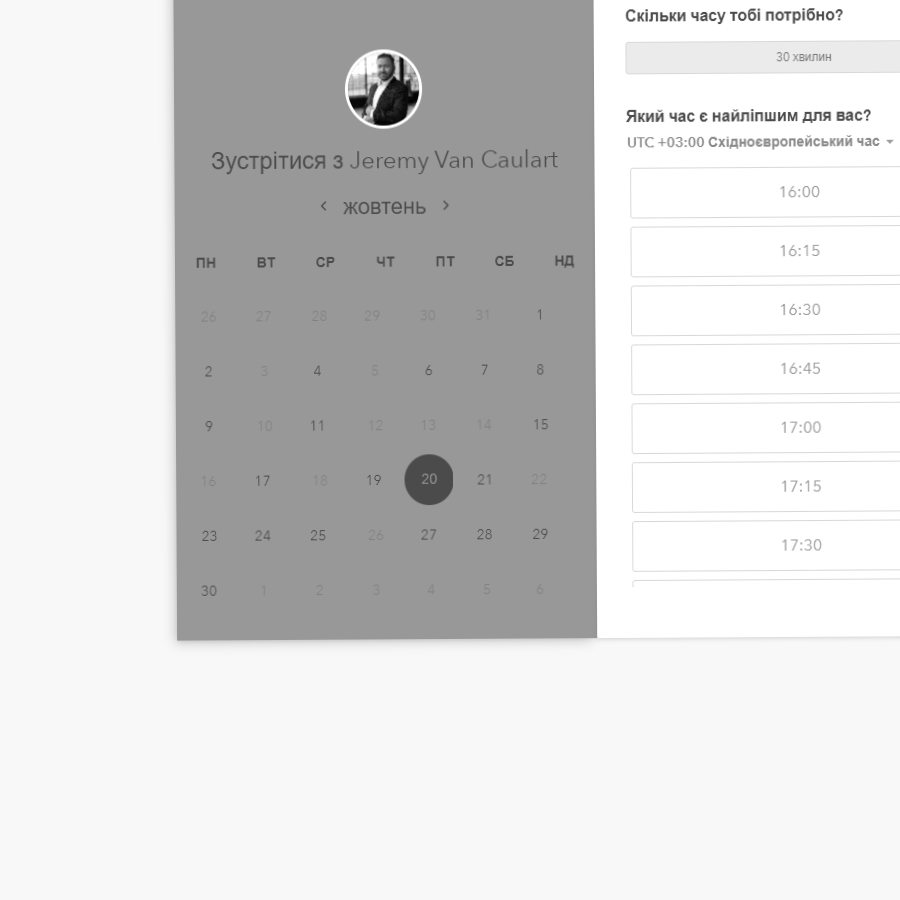 Зустрітися з Jeremy Van Caulart
‹ жовтень ›
ПН ВТ СР ЧТ ПТ СБ НД
26 27 28 29 30 31 1
2 3 4 5 6 7 8
9 10 11 12 13 14 15
16 17 18 19 20 21 22
23 24 25 26 27 28 29
30 1 2 3 4 5 6
Скільки часу тобі потрібно?
30 хвилин
Який час є найліпшим для вас?
UTC +03:00 Східноєвропейський час
16:00
16:15
16:30
16:45
17:00
17:15
17:30